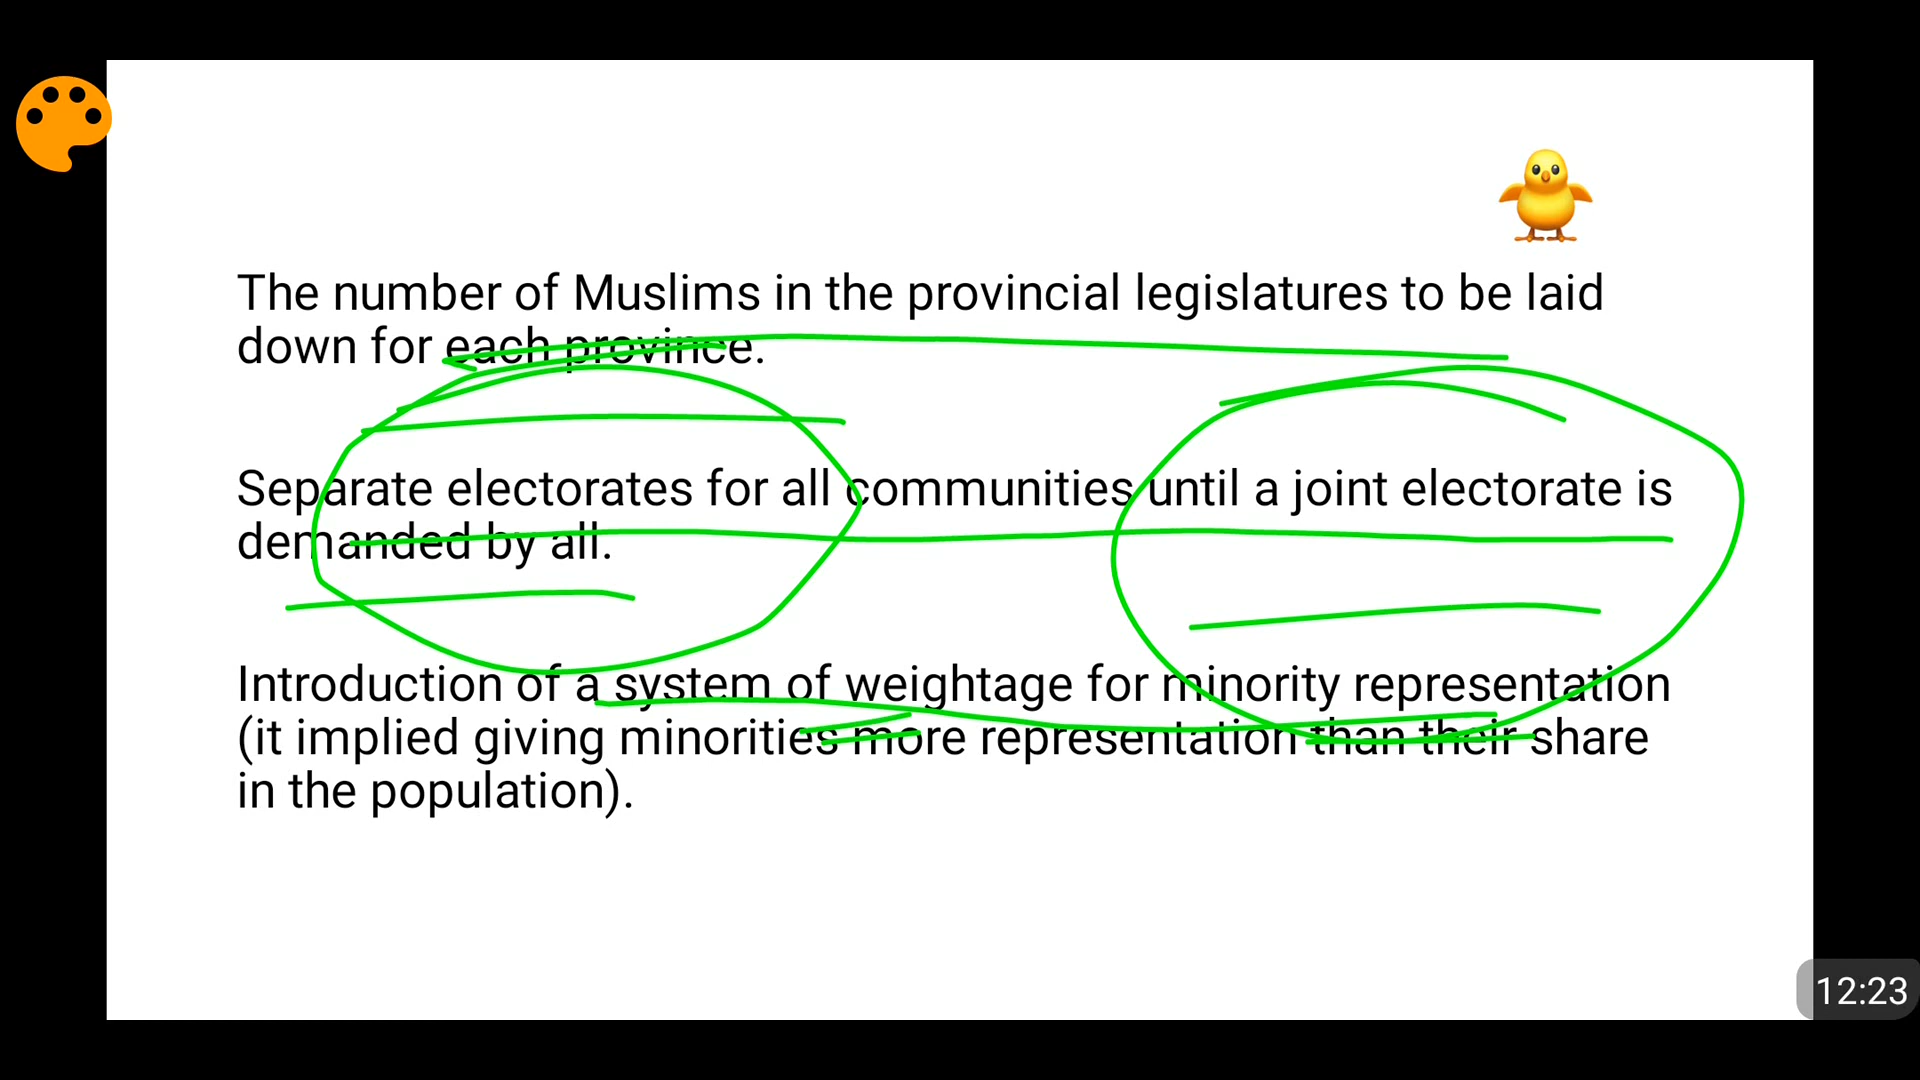 The number of Muslims in the provincial legislatures to be laid
down for each province.
Separate electorates for all communities until a joint electorate is
demanded by all.
Introduction of a system of weightage for minority representation
(it implied giving minorities more representation than their share
in the population).
12:23